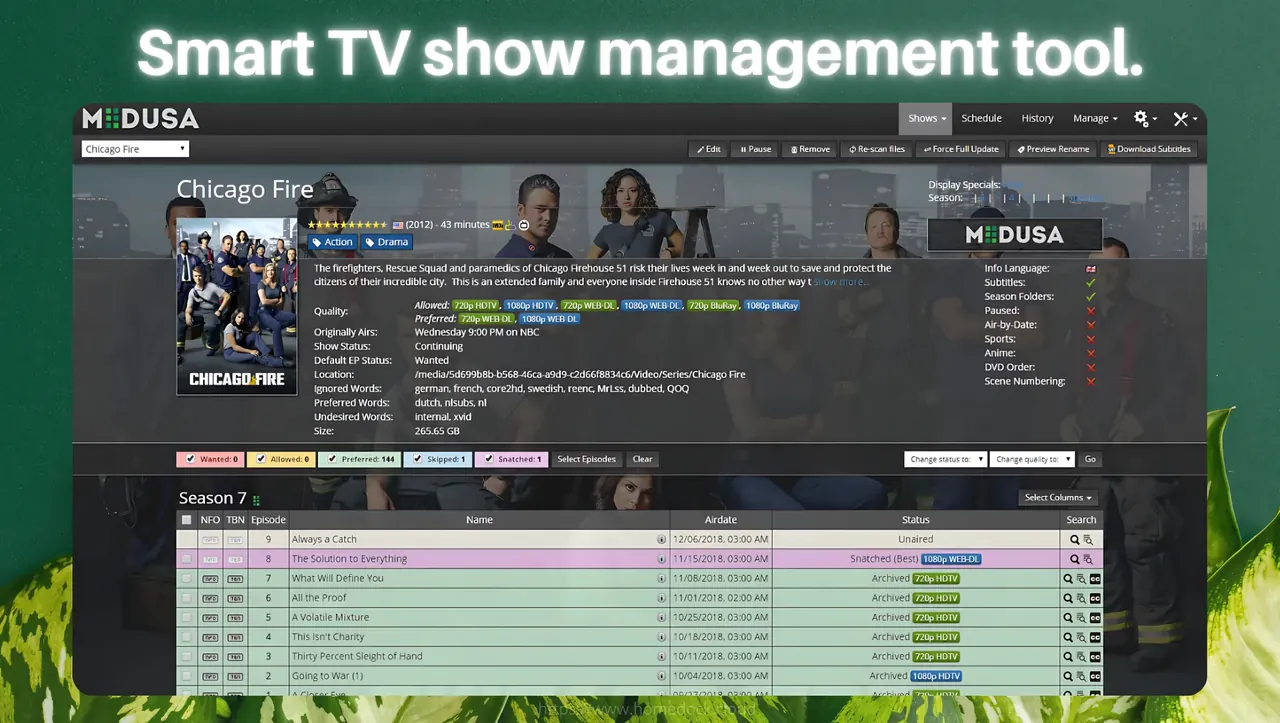 Smart TV show management tool.
MEDUSA
Shows Schedule History Manage
Chicago Fire
Edit Pause Remove Re-scan files Force Full Update Preview Rename Download Subtitles
Chicago Fire
Display Specials:
Season:
(2012) - 43 minutes
Action Drama
MEDUSA
CHICAGO FIRE
The firefighters, Rescue Squad and paramedics of Chicago Firehouse 51 risk their lives week in and week out to save and protect the
citizens of their incredible city. This is an extended family and everyone inside Firehouse 51 knows no other way t show more...
Quality: Allowed: 720p HDTV, 1080p HDTV, 720p WEB-DL, 1080p WEB-DL, 720p BluRay, 1080p BluRay
Preferred: 720p WEB-DL, 1080p WEB-DL
Originally Airs: Wednesday 9:00 PM on NBC
Show Status: Continuing
Default EP Status: Wanted
Location: /media/5d699b8b-b568-46ca-a9d9-c2d66f8834c6/Video/Series/Chicago Fire
Ignored Words: german, french, core2hd, swedish, reenc, MrLss, dubbed, QOQ
Preferred Words: dutch, nlsubs, nl
Undesired Words: internal, xvid
Size: 265.65 GB
Info Language:
Subtitles:
Season Folders:
Paused:
Air-by-Date:
Sports:
Anime:
DVD Order:
Scene Numbering:
Wanted: 0 Allowed: 0 Preferred: 144 Skipped: 1 Snatched: 1 Select Episodes Clear Change status to: Change quality to: Go
Season 7 Select Columns
NFO TBN Episode Name Airdate Status Search
NFO TBN 9 Always a Catch 12/06/2018, 03:00 AM Unaired
NFO TBN 8 The Solution to Everything 11/15/2018, 03:00 AM Snatched (Best) 1080p WEB-DL
NFO TBN 7 What Will Define You 11/08/2018, 03:00 AM Archived 720p HDTV CC
NFO TBN 6 All the Proof 11/01/2018, 02:00 AM Archived 720p HDTV CC
NFO TBN 5 A Volatile Mixture 10/25/2018, 03:00 AM Archived 720p HDTV CC
NFO TBN 4 This Isn't Charity 10/18/2018, 03:00 AM Archived 720p HDTV CC
NFO TBN 3 Thirty Percent Sleight of Hand 10/11/2018, 03:00 AM Archived 720p HDTV CC
NFO TBN 2 Going to War (1) 10/04/2018, 03:00 AM Archived 1080p HDTV CC
1 A Closer Eye 09/27/2018, 03:00 AM Archived 720p HDTV
https://www.homedock.cloud